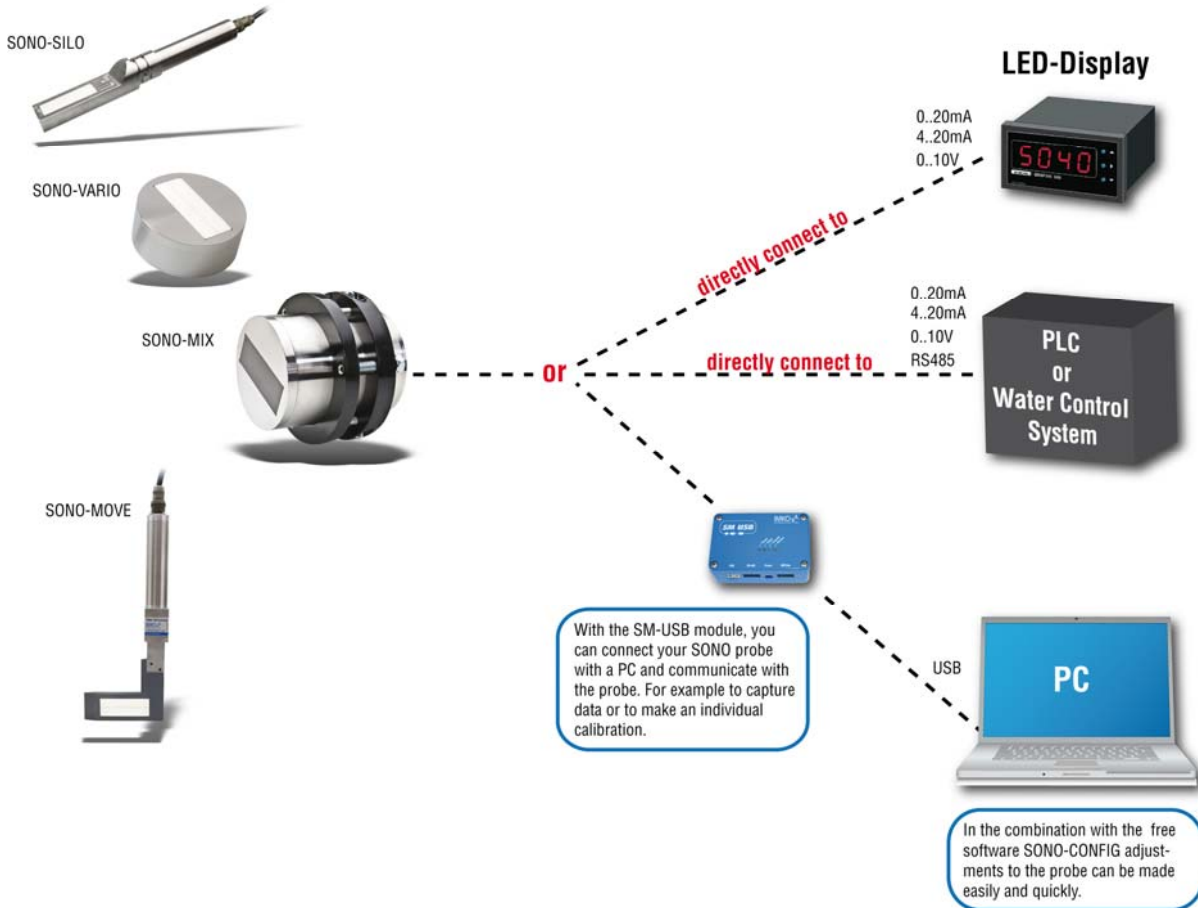 SONO-SILO
SONO-VARIO
SONO-MIX
SONO-MOVE
LED-Display
0..20mA
4..20mA
0..10V
5040
directly connect to
or
directly connect to
0..20mA
4..20mA
0..10V
RS485
PLC
or
Water Control
System
SM USB
With the SM-USB module, you
can connect your SONO probe
with a PC and communicate with
the probe. For example to capture
data or to make an individual
calibration.
USB
PC
In the combination with the free
software SONO-CONFIG adjust-
ments to the probe can be made
easily and quickly.